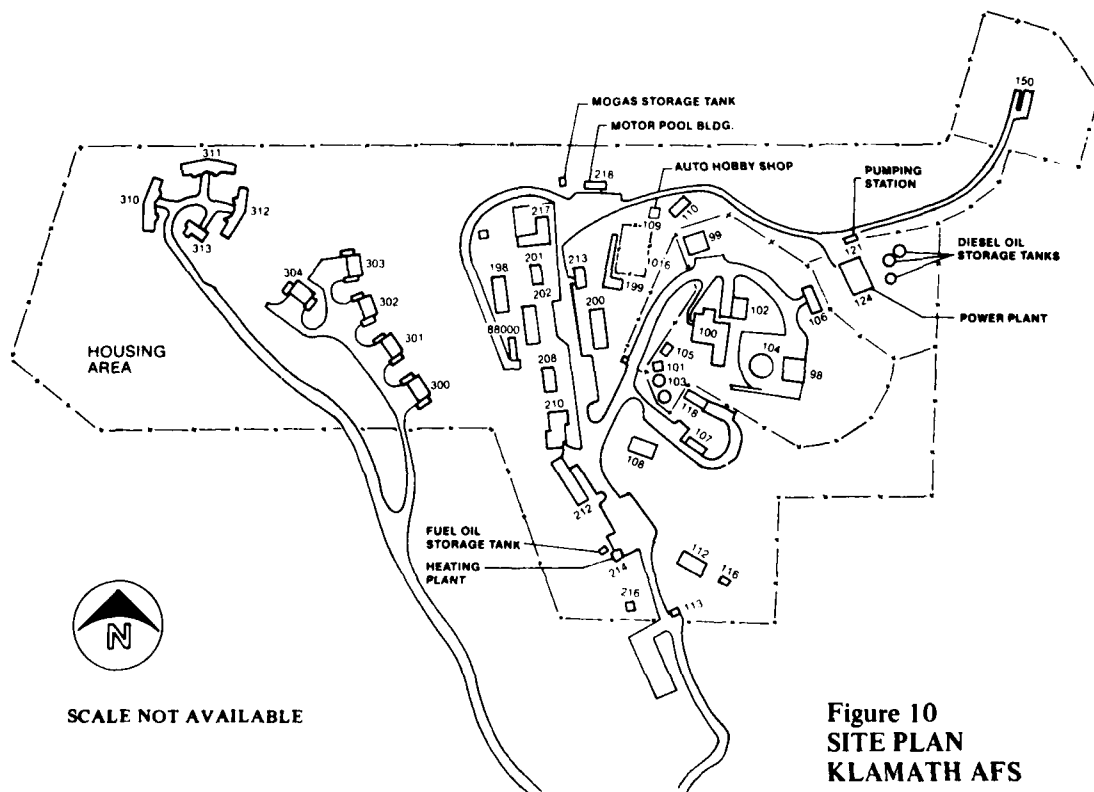 150
MOGAS STORAGE TANK
MOTOR POOL BLDG.
AUTO HOBBY SHOP
PUMPING
STATION
311
310
312
313
218
110
109
217
99
121
DIESEL OIL
STORAGE TANKS
304
303
302
301
300
198
201
202
213
1016
199
200
102
100
106
124
POWER PLANT
HOUSING
AREA
88000
208
210
105
101
103
104
98
118
107
108
212
FUEL OIL
STORAGE TANK
HEATING
PLANT
214
112
116
216
113
N
SCALE NOT AVAILABLE
Figure 10
SITE PLAN
KLAMATH AFS